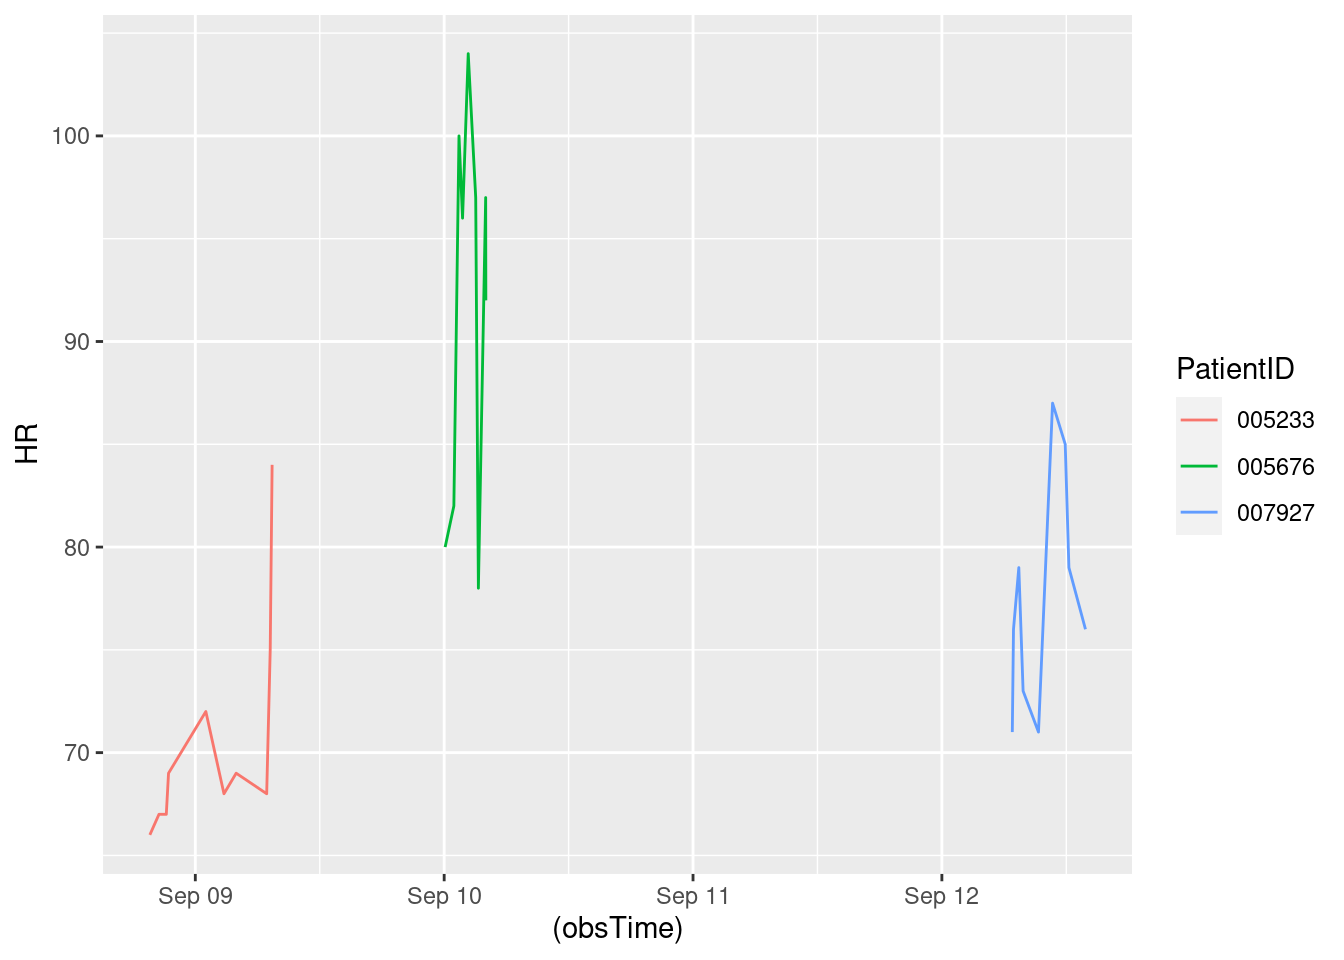 100
90
80
70
HR
Sep 09
Sep 10
Sep 11
Sep 12
(obsTime)
PatientID
005233
005676
007927